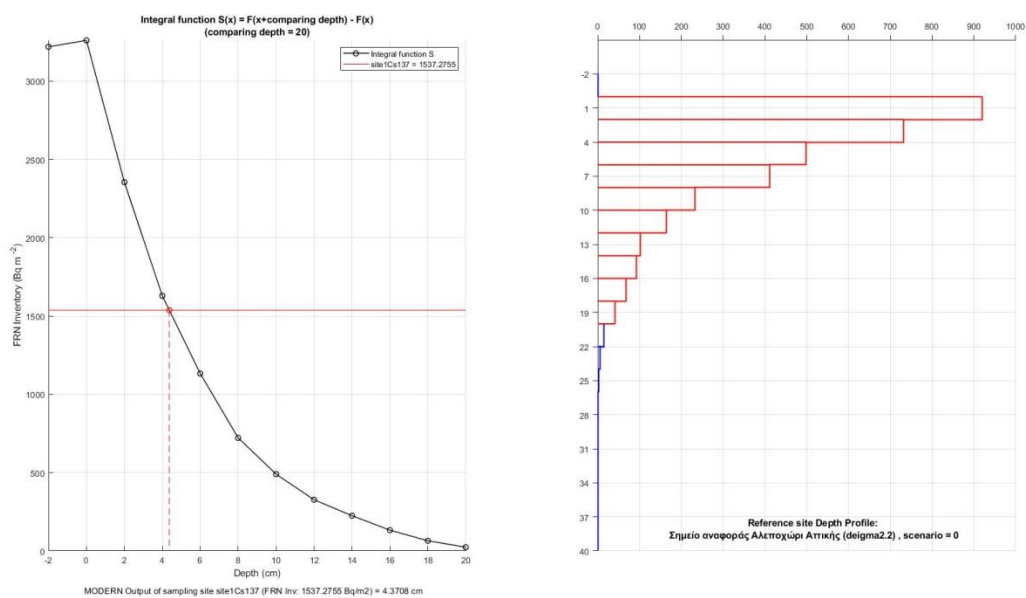 Integral function S(x) = F(x+comparing depth) - F(x)
(comparing depth = 20)
Integral function S
site1Cs137 = 1537.2755
3000
2500
2000
1500
1000
500
0
FRN Inventory (Bq m -2)
-2 0 2 4 6 8 10 12 14 16 18 20
Depth (cm)
MODERN Output of sampling site site1Cs137 (FRN Inv: 1537.2755 Bq/m2) = 4.3708 cm
0 100 200 300 400 500 600 700 800 900 1000
-2
1
4
7
10
13
16
19
22
25
28
31
34
37
40
Reference site Depth Profile:
Σημείο αναφοράς Αλεποχώρι Αττικής (deigma2.2) , scenario = 0